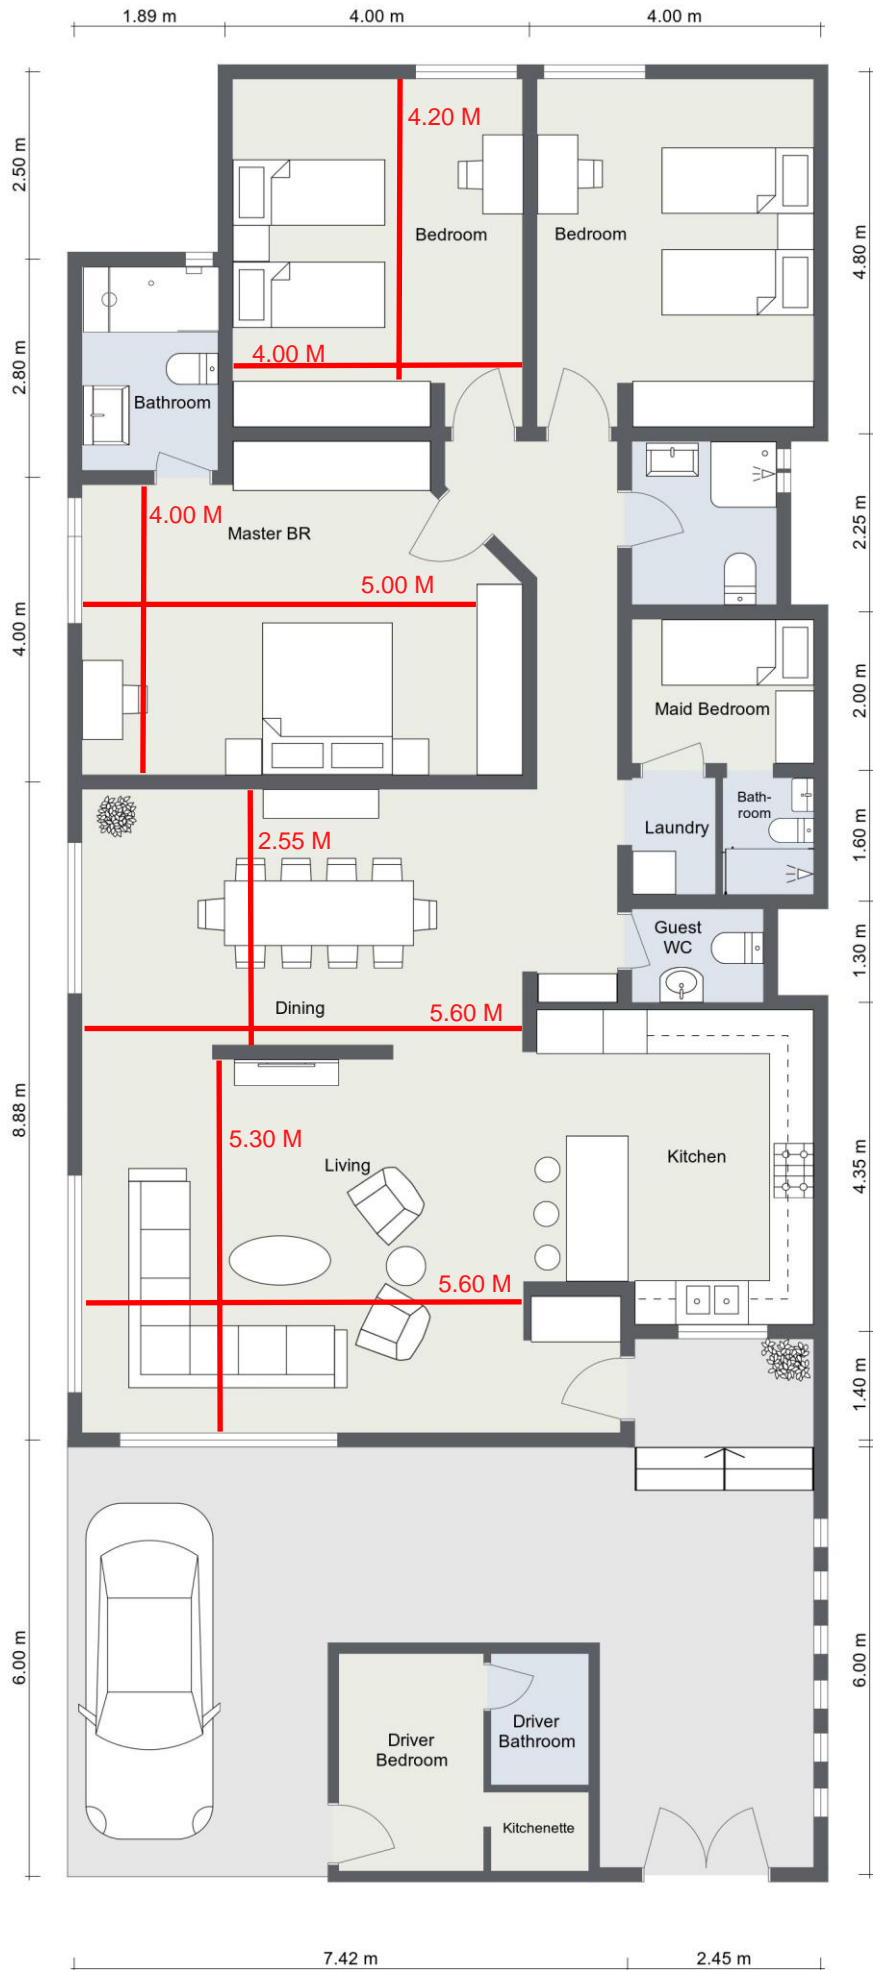 1.89 m
4.00 m
4.00 m
4.20 M
2.50 m
Bedroom
Bedroom
4.80 m
4.00 M
2.80 m
Bathroom
4.00 M
Master BR
2.25 m
5.00 M
4.00 m
Maid Bedroom
2.00 m
Bath-
room
Laundry
2.55 M
1.60 m
Guest
WC
1.30 m
Dining
5.60 M
8.88 m
5.30 M
Living
Kitchen
4.35 m
5.60 M
1.40 m
6.00 m
Driver
Bedroom
Driver
Bathroom
6.00 m
Kitchenette
7.42 m
2.45 m